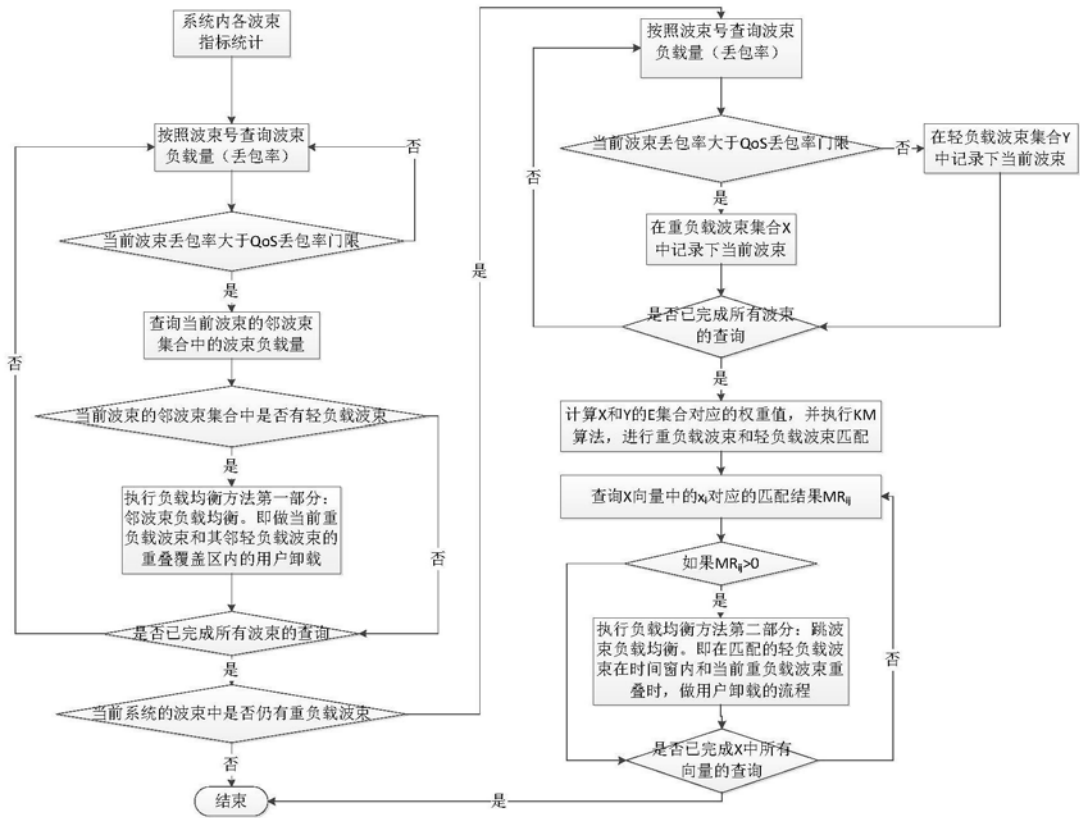 系统内各波束
指标统计
按照波束号查询波束
负载量（丢包率）
否
当前波束丢包率大于QoS丢包率门限
是
查询当前波束的邻波束
集合中的波束负载量
否
当前波束的邻波束集合中是否有轻负载波束
是
执行负载均衡方法第一部分：
邻波束负载均衡。即做当前重
负载波束和其邻轻负载波束的
重叠覆盖区内的用户卸载
否
是否已完成所有波束的查询
是
当前系统的波束中是否仍有重负载波束
否
结束
是
按照波束号查询波束
负载量（丢包率）
当前波束丢包率大于QoS丢包率门限
否
在轻负载波束集合Y
中记录下当前波束
否
是
在重负载波束集合X
中记录下当前波束
是否已完成所有波束
的查询
是
计算X和Y的E集合对应的权重值，并执行KM
算法，进行重负载波束和轻负载波束匹配
查询X向量中的xi对应的匹配结果MRij
如果MRij>0
是
执行负载均衡方法第二部分：跳波
束负载均衡。即在匹配的轻负载波
束在时间窗内和当前重负载波束重
叠时，做用户卸载的流程
否
是否已完成X中所有
向量的查询
是